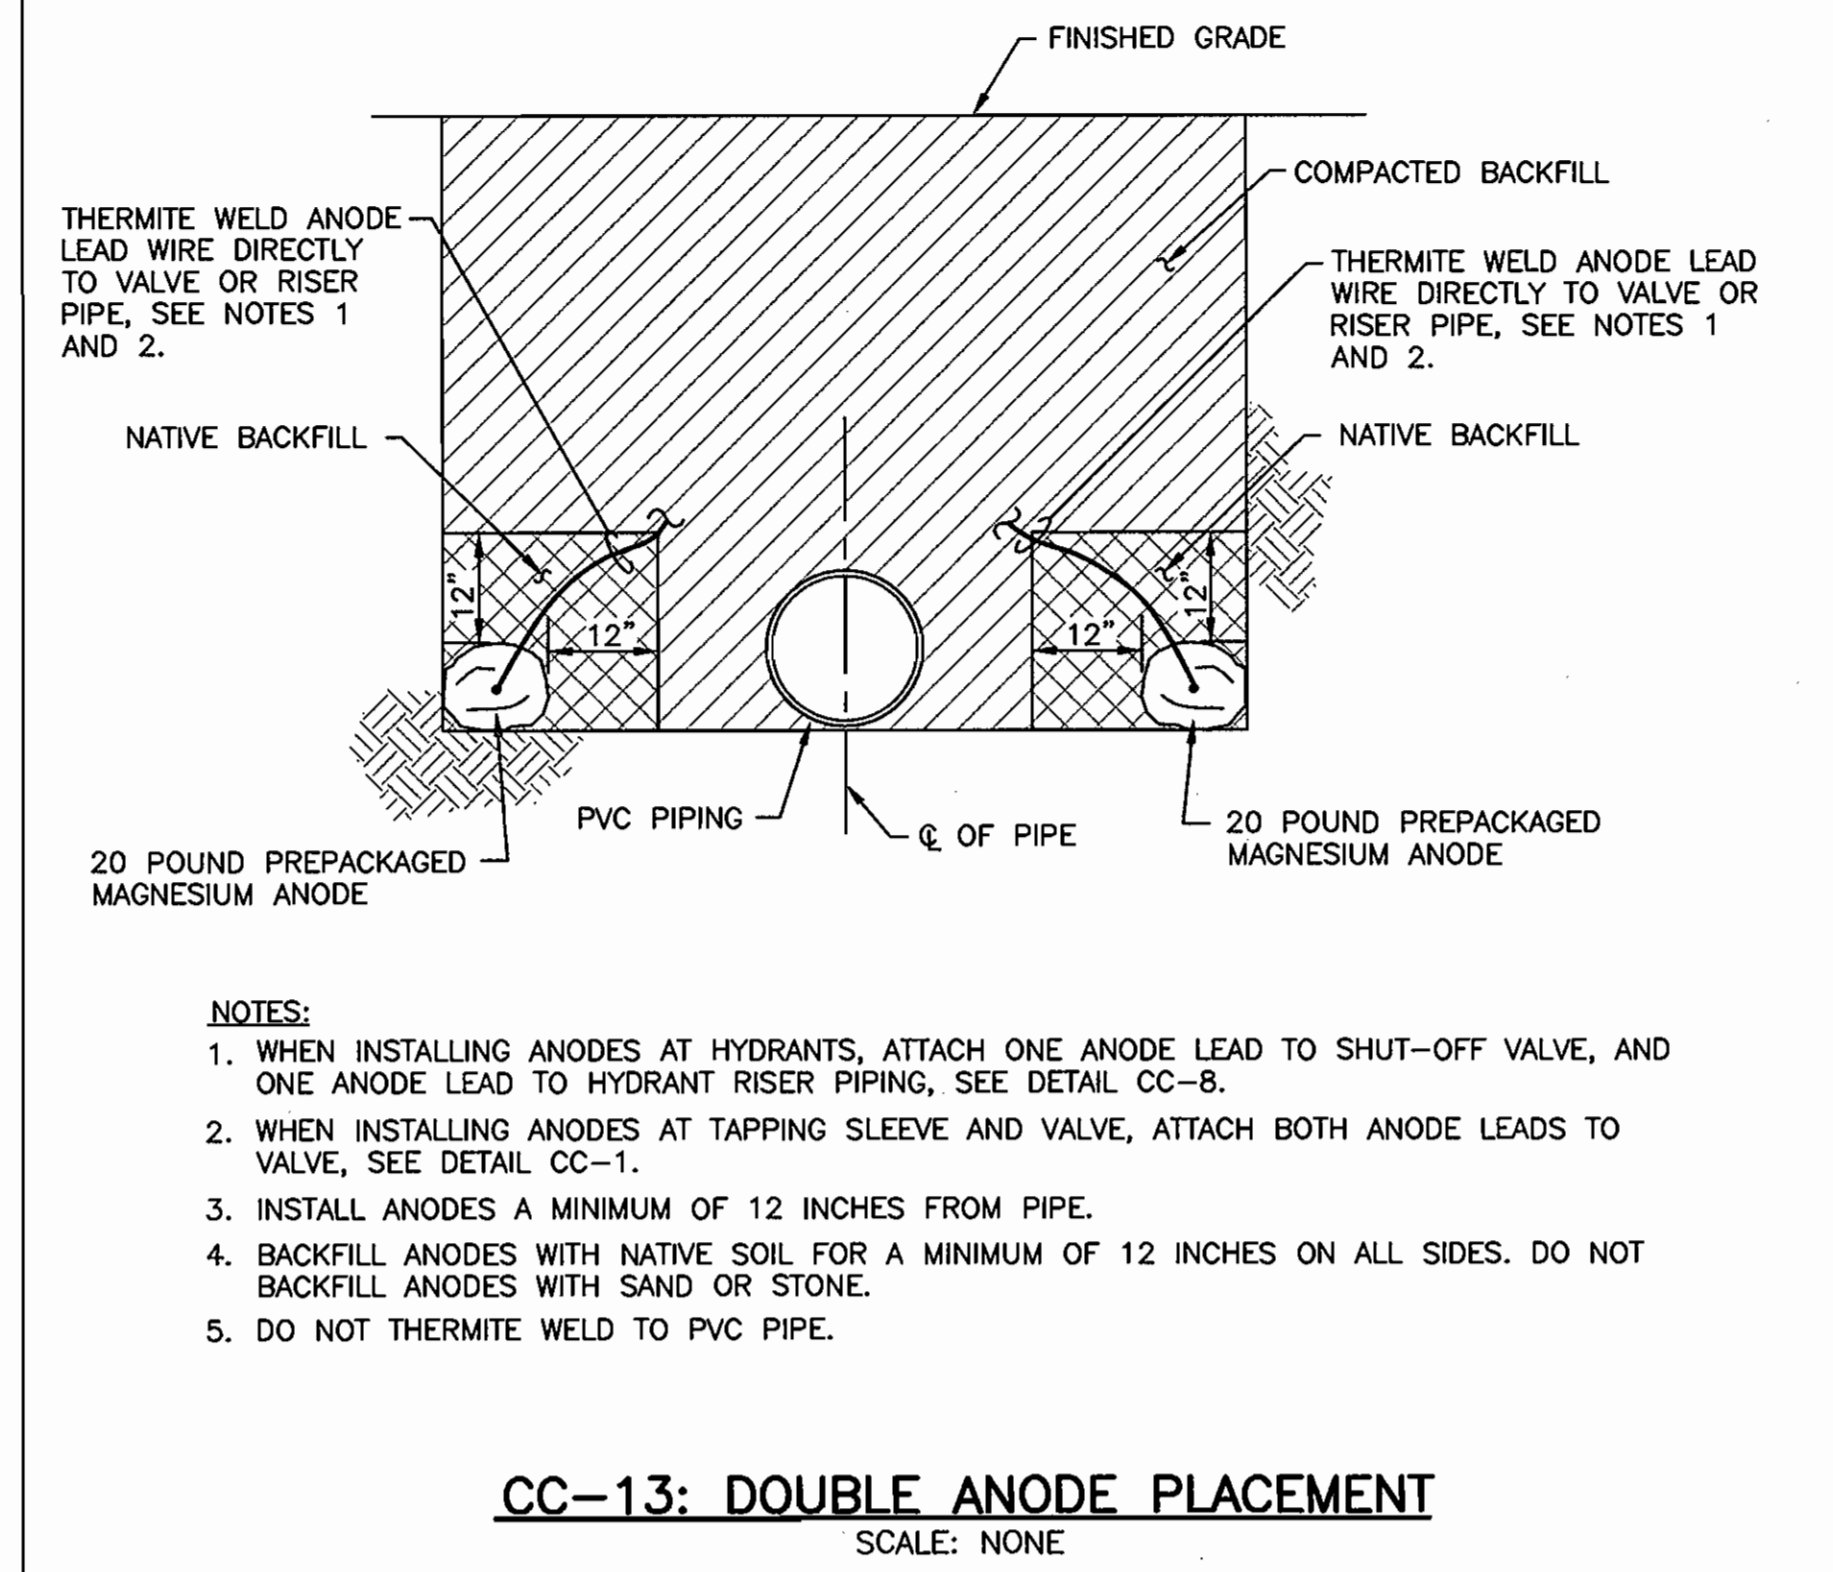 FINISHED GRADE
COMPACTED BACKFILL
THERMITE WELD ANODE
LEAD WIRE DIRECTLY
TO VALVE OR RISER
PIPE, SEE NOTES 1
AND 2.
THERMITE WELD ANODE LEAD
WIRE DIRECTLY TO VALVE OR
RISER PIPE, SEE NOTES 1
AND 2.
NATIVE BACKFILL
NATIVE BACKFILL
12"
12"
12"
12"
PVC PIPING
℄ OF PIPE
20 POUND PREPACKAGED
MAGNESIUM ANODE
20 POUND PREPACKAGED
MAGNESIUM ANODE
NOTES:
1. WHEN INSTALLING ANODES AT HYDRANTS, ATTACH ONE ANODE LEAD TO SHUT-OFF VALVE, AND
ONE ANODE LEAD TO HYDRANT RISER PIPING, SEE DETAIL CC-8.
2. WHEN INSTALLING ANODES AT TAPPING SLEEVE AND VALVE, ATTACH BOTH ANODE LEADS TO
VALVE, SEE DETAIL CC-1.
3. INSTALL ANODES A MINIMUM OF 12 INCHES FROM PIPE.
4. BACKFILL ANODES WITH NATIVE SOIL FOR A MINIMUM OF 12 INCHES ON ALL SIDES. DO NOT
BACKFILL ANODES WITH SAND OR STONE.
5. DO NOT THERMITE WELD TO PVC PIPE.
CC-13: DOUBLE ANODE PLACEMENT
SCALE: NONE